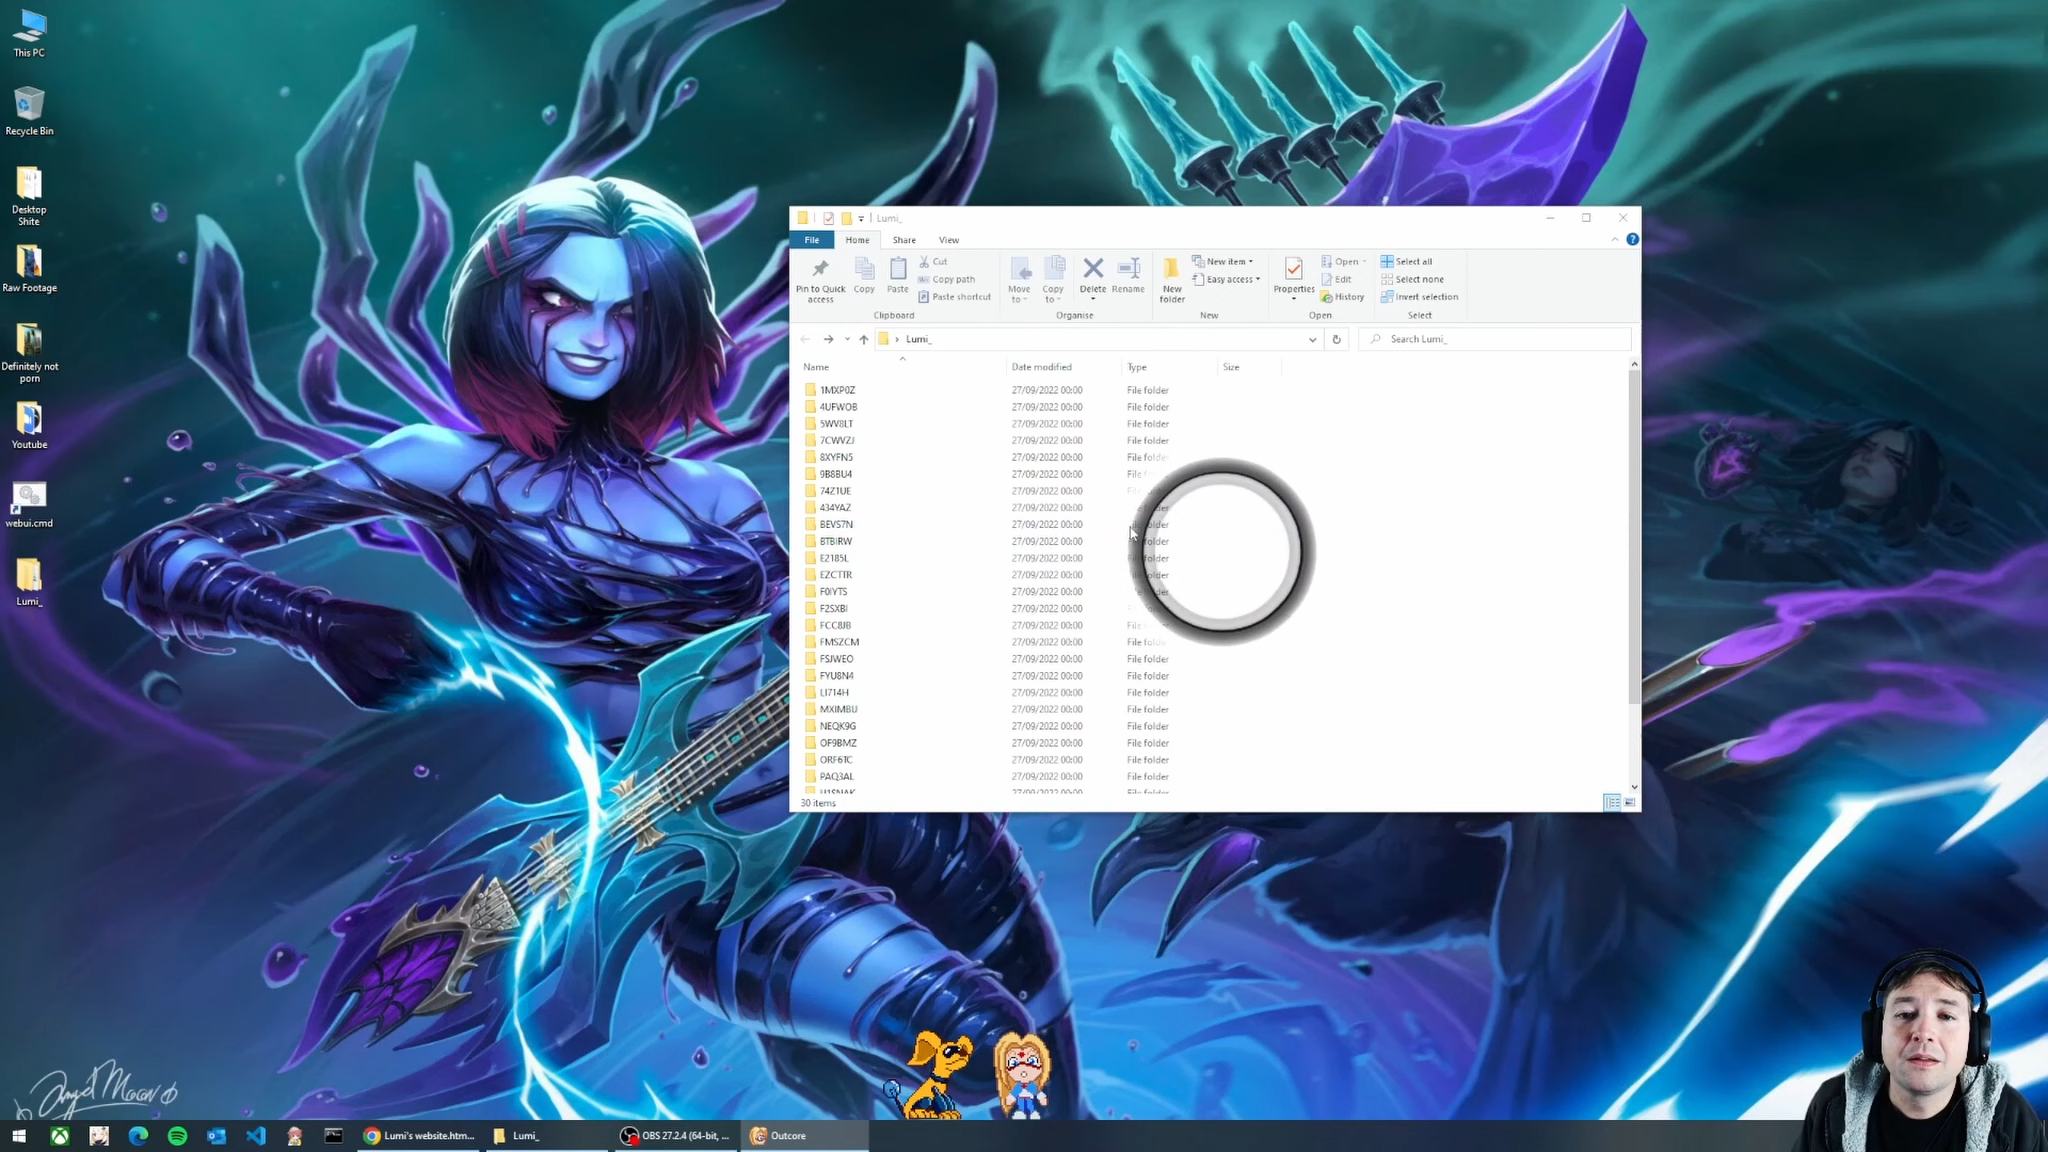 This PC
Recycle Bin
Desktop
Shite
Raw Footage
Definitely not
porn
Youtube
webui.cmd
Lumi_
Lumi_
File
Home
Share
View
Pin to Quick
access
Copy
Paste
Cut
Copy path
Paste shortcut
Clipboard
Move
to
Copy
to
Delete
Rename
Organise
New
folder
New item
Easy access
New
Properties
Open
Edit
History
Open
Select all
Select none
Invert selection
Select
Lumi_
Search Lumi_
Name Date modified Type Size
1MXP0Z 27/09/2022 00:00 File folder
4UFWOB 27/09/2022 00:00 File folder
5WV8LT 27/09/2022 00:00 File folder
7CWVZJ 27/09/2022 00:00 File folder
8XYFN5 27/09/2022 00:00 File folder
9B8BU4 27/09/2022 00:00
74Z1UE 27/09/2022 00:00
434YAZ 27/09/2022 00:00 folder
BEVS7N 27/09/2022 00:00 folder
BTBIRW 27/09/2022 00:00 folder
E2185L 27/09/2022 00:00 folder
EZCTTR 27/09/2022 00:00 folder
F0IYTS 27/09/2022 00:00 folder
F2SXBI 27/09/2022 00:00
FCC8JB 27/09/2022 00:00 File folder
FMSZCM 27/09/2022 00:00 File folder
FSJWEO 27/09/2022 00:00 File folder
FYU8N4 27/09/2022 00:00 File folder
LI714H 27/09/2022 00:00 File folder
MXIMBU 27/09/2022 00:00 File folder
NEQK9G 27/09/2022 00:00 File folder
OF9BMZ 27/09/2022 00:00 File folder
ORF6TC 27/09/2022 00:00 File folder
PAQ3AL 27/09/2022 00:00 File folder
30 items
Lumi's website.htm...
Lumi_
OBS 27.2.4 (64-bit, ...
Outcore